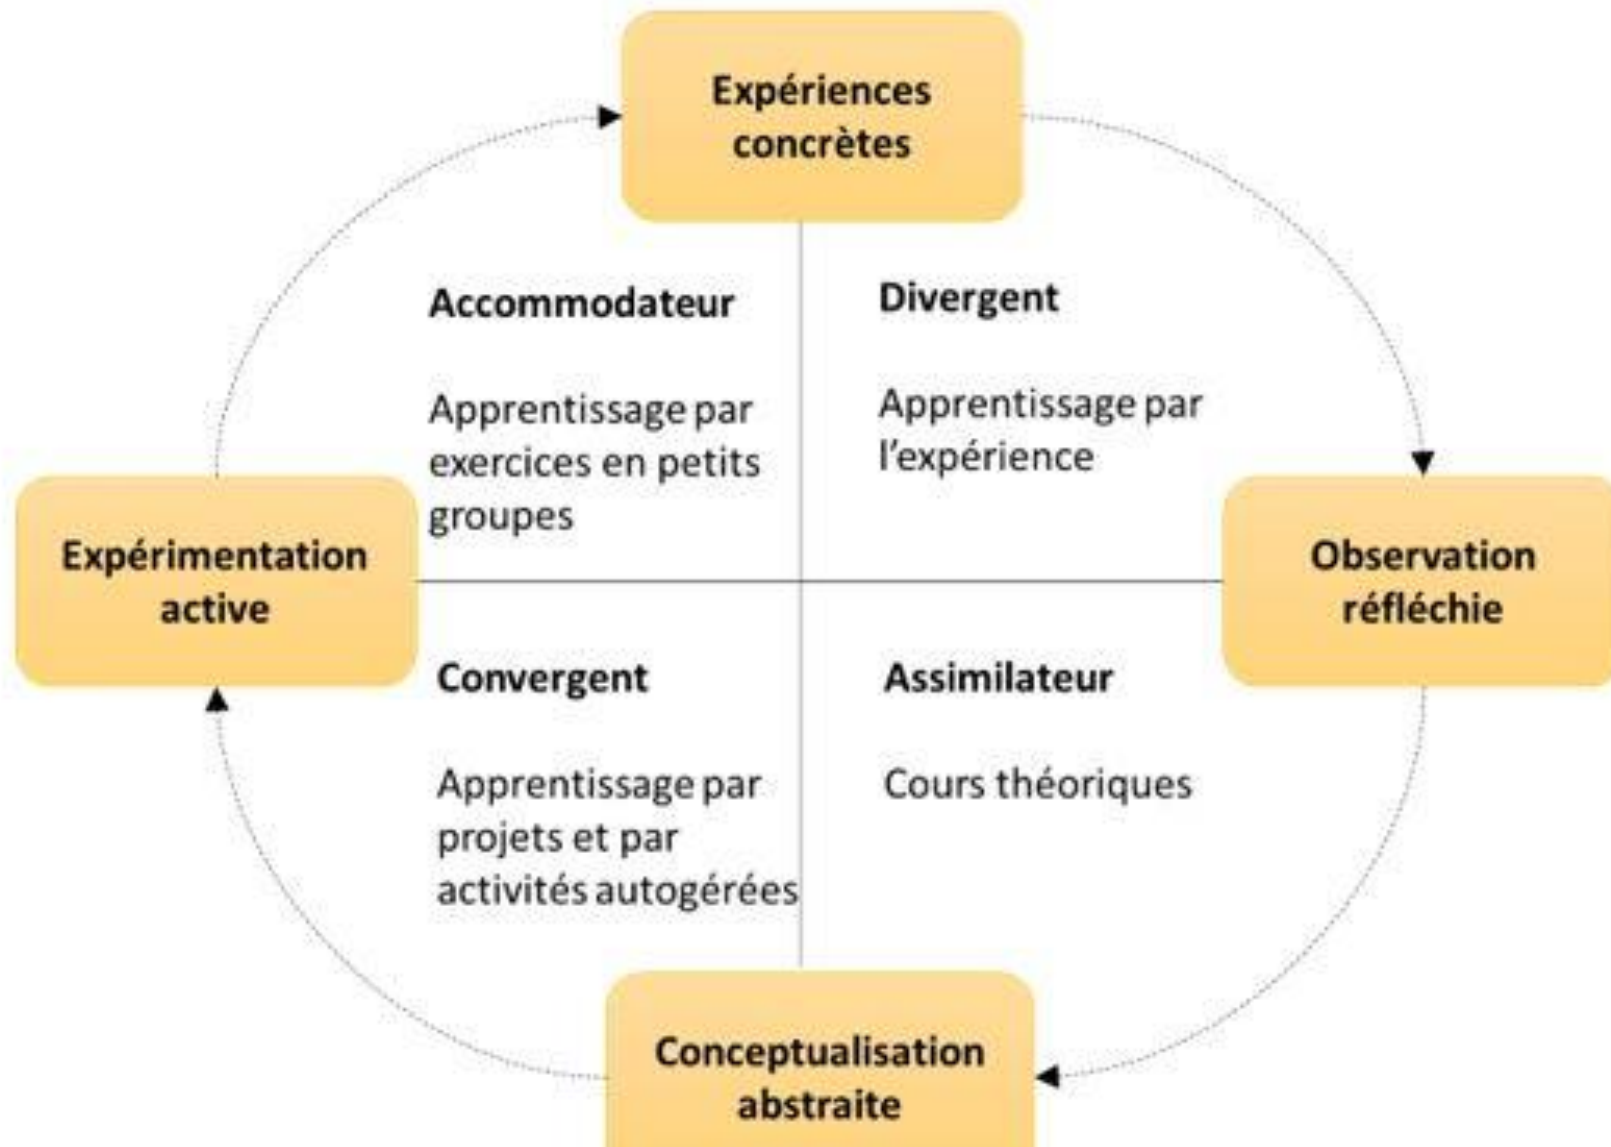 Expériences
concrètes
Accommodateur
Apprentissage par
exercices en petits
groupes
Divergent
Apprentissage par
l'expérience
Expérimentation
active
Observation
réfléchie
Convergent
Apprentissage par
projets et par
activités autogérées
Assimilateur
Cours théoriques
Conceptualisation
abstraite